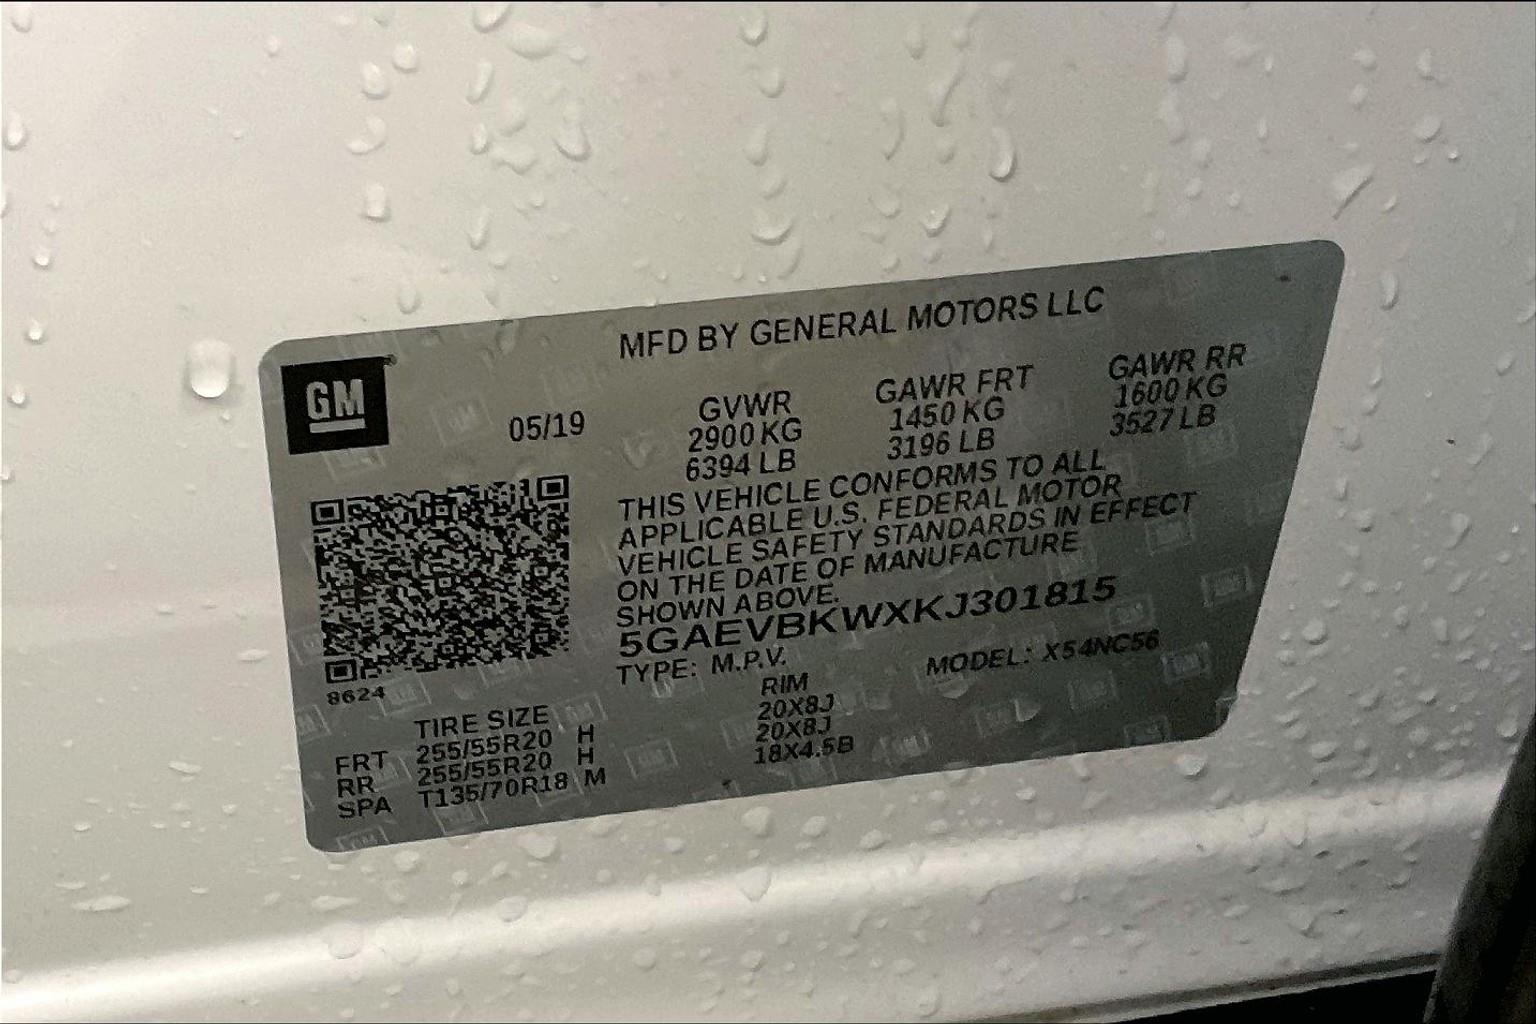 MFD BY GENERAL MOTORS LLC
GM
05/19
GVWR GAWR FRT GAWR RR
2900 KG 1450 KG 1600 KG
6394 LB 3196 LB 3527 LB
THIS VEHICLE CONFORMS TO ALL
APPLICABLE U.S. FEDERAL MOTOR
VEHICLE SAFETY STANDARDS IN EFFECT
ON THE DATE OF MANUFACTURE
SHOWN ABOVE.
5GAEVBKWXKJ301815
TYPE: M.P.V. MODEL: X54NC56
8624
TIRE SIZE RIM
FRT 255/55R20 H 20X8J
RR 255/55R20 H 20X8J
SPA T135/70R18 M 18X4.5B